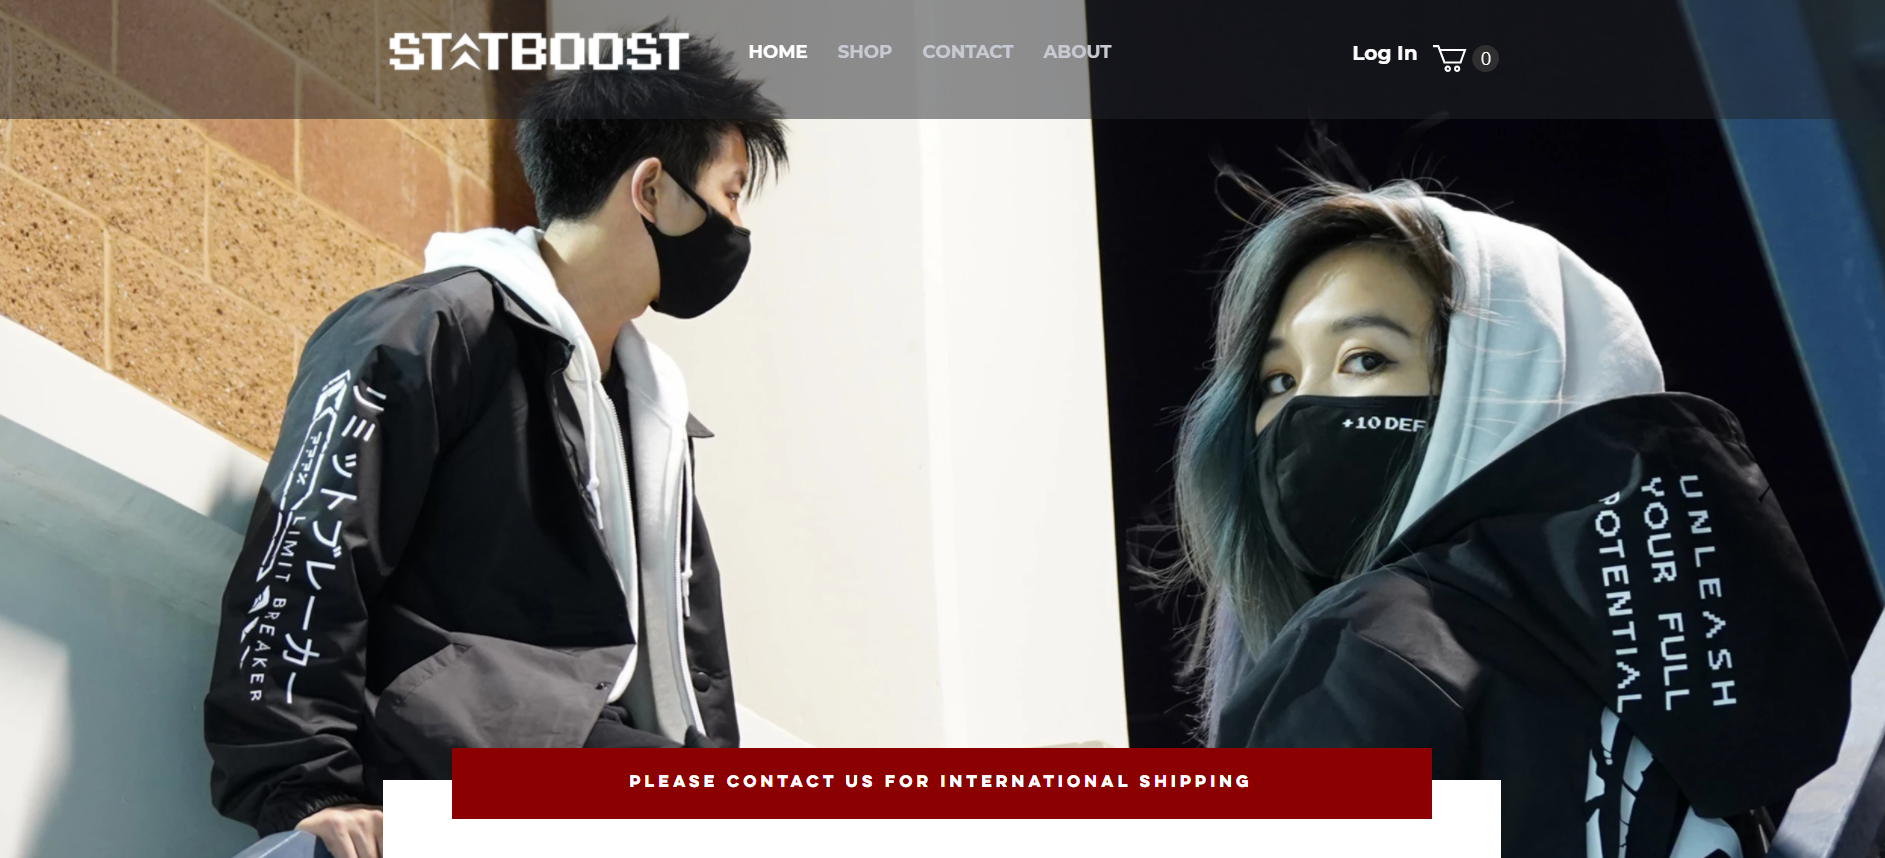 STATBOOST
HOME SHOP CONTACT ABOUT
Log In 0
リミットブレーカー
LIMIT BREAKER
+10 DEF
UNLEASH
YOUR FULL
POTENTIAL
PLEASE CONTACT US FOR INTERNATIONAL SHIPPING